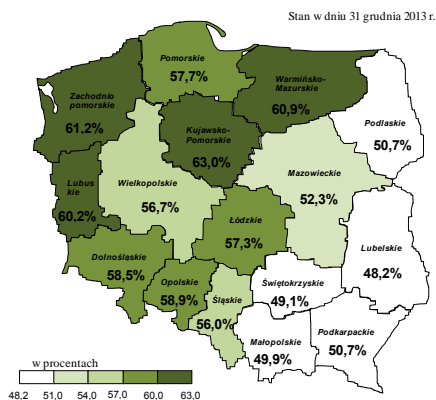 Stan w dniu 31 grudnia 2013 r.
Pomorskie
57,7%
Warmińsko-
Mazurskie
60,9%
Zachodnio
pomorskie
61,2%
Podlaskie
50,7%
Kujawsko-
Pomorskie
63,0%
Mazowieckie
52,3%
Lubus
kie
60,2%
Wielkopolskie
56,7%
Łódzkie
57,3%
Lubelskie
48,2%
Dolnośląskie
58,5%
Opolskie
58,9%
Śląskie
56,0%
Świętokrzyskie
49,1%
Małopolskie
49,9%
Podkarpackie
50,7%
w procentach
48,2 51,0 54,0 57,0 60,0 63,0